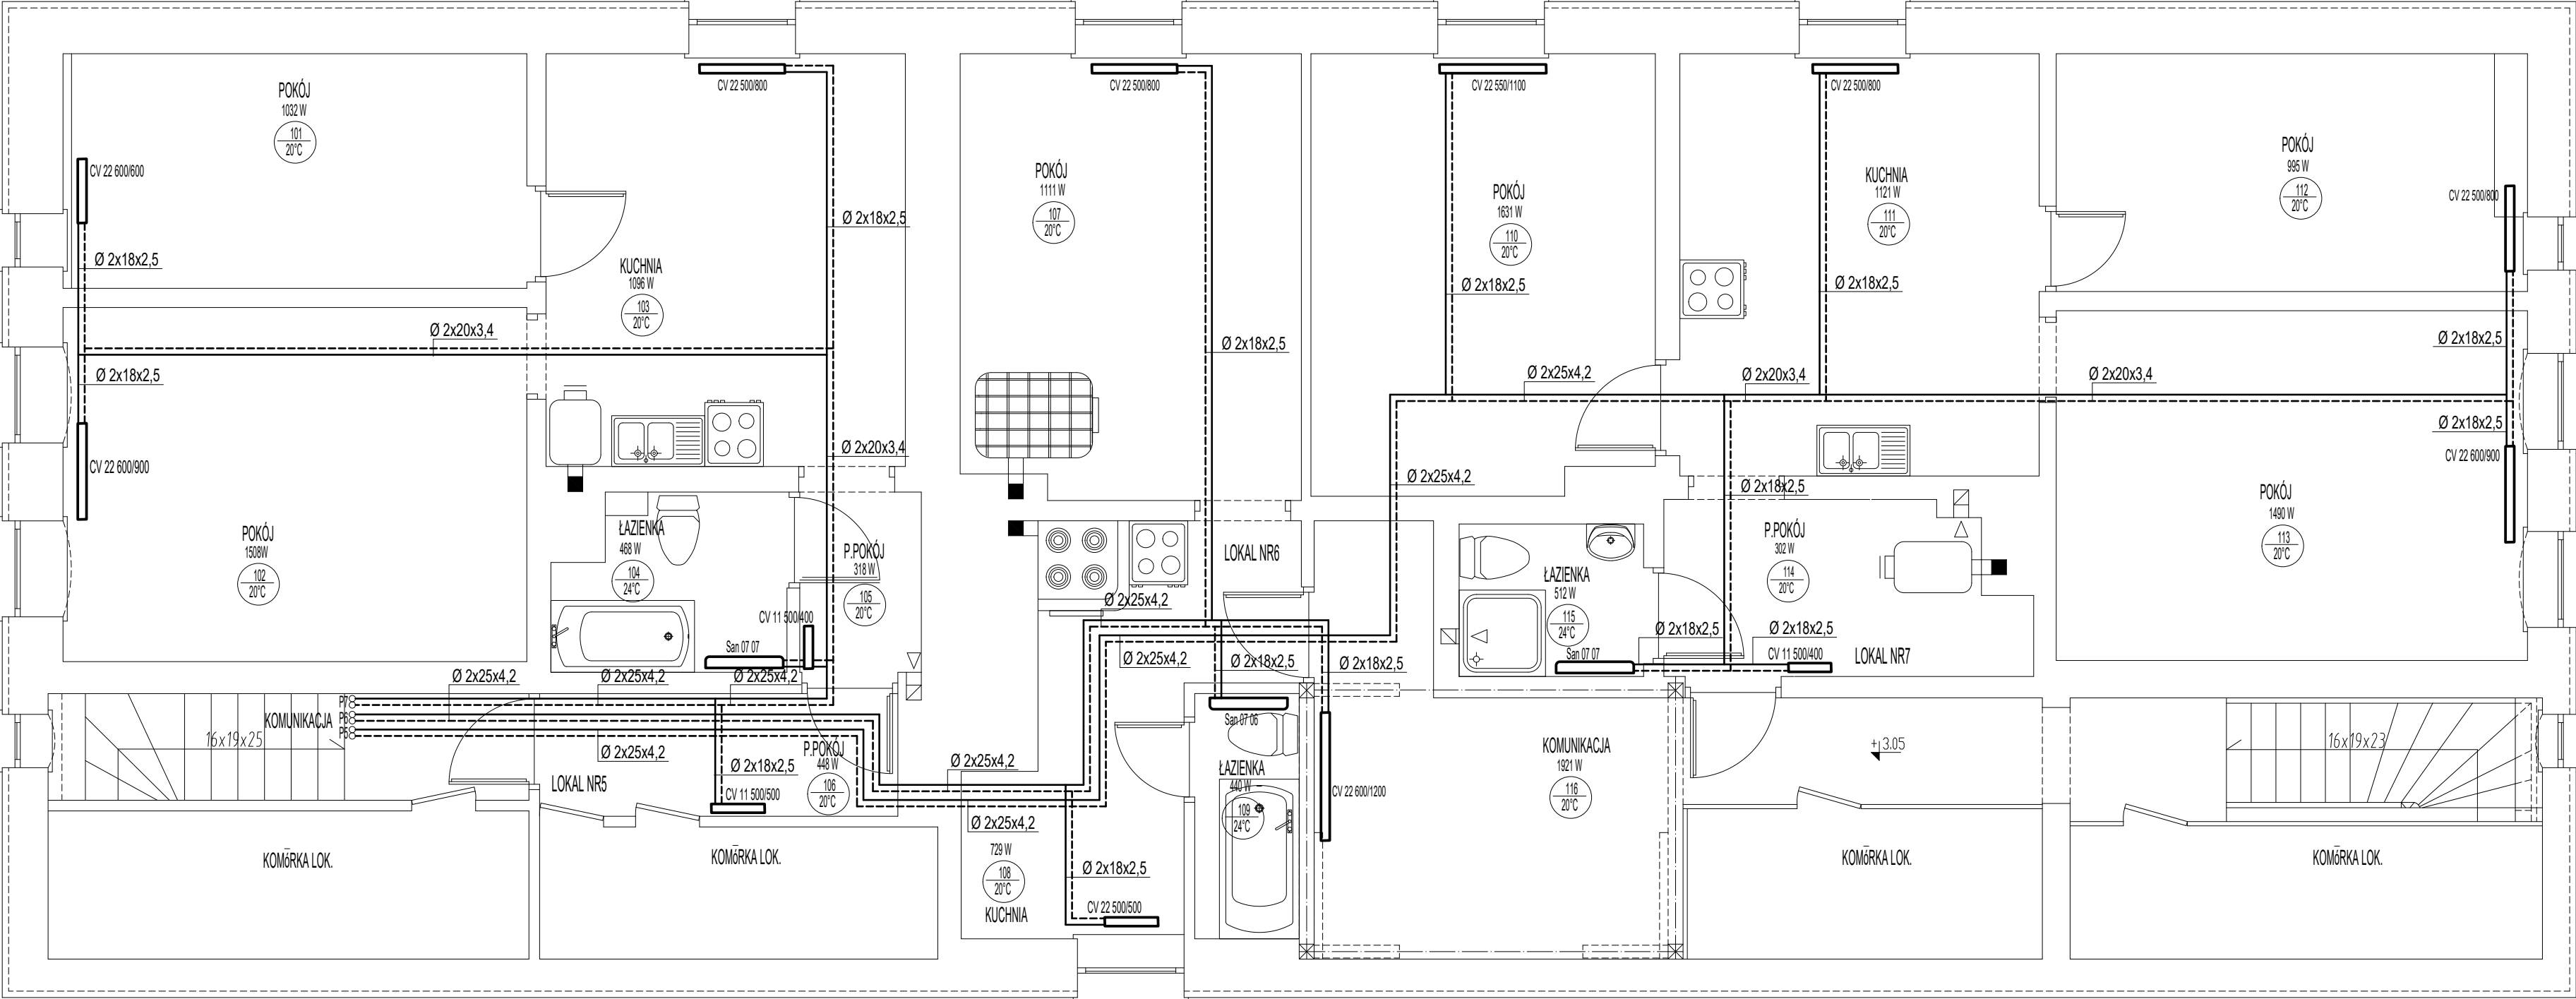 POKÓJ
1032 W
101
20°C
CV 22 600/600
Ø 2x18x2,5
CV 22 500/800
Ø 2x18x2,5
KUCHNIA
1096 W
103
20°C
Ø 2x20x3,4
Ø 2x18x2,5
CV 22 600/900
POKÓJ
1508W
102
20°C
Ø 2x20x3,4
ŁAZIENKA
468 W
104
24°C
P.POKÓJ
318 W
105
20°C
CV 11 500/400
San 07 07
Ø 2x25x4,2
Ø 2x25x4,2
Ø 2x25x4,2
P7
P6
P5
KOMUNIKACJA
16x19x25
Ø 2x25x4,2
LOKAL NR5
Ø 2x18x2,5
CV 11 500/500
P.POKÓJ
448 W
106
20°C
KOMóRKA LOK.
KOMóRKA LOK.
CV 22 500/800
POKÓJ
1111 W
107
20°C
Ø 2x18x2,5
LOKAL NR6
Ø 2x25x4,2
Ø 2x25x4,2
Ø 2x18x2,5
Ø 2x18x2,5
San 07 06
ŁAZIENKA
440 W
109
24°C
Ø 2x25x4,2
Ø 2x25x4,2
729 W
108
20°C
KUCHNIA
Ø 2x18x2,5
CV 22 500/500
CV 22 600/1200
KOMUNIKACJA
1921 W
116
20°C
CV 22 550/1100
POKÓJ
1631 W
110
20°C
Ø 2x18x2,5
Ø 2x25x4,2
Ø 2x25x4,2
CV 22 500/800
KUCHNIA
1121 W
111
20°C
Ø 2x18x2,5
Ø 2x20x3,4
Ø 2x18x2,5
ŁAZIENKA
512 W
115
24°C
San 07 07
Ø 2x18x2,5
P.POKÓJ
302 W
114
20°C
Ø 2x18x2,5
CV 11 500/400
LOKAL NR7
POKÓJ
995 W
112
20°C
CV 22 500/800
Ø 2x18x2,5
Ø 2x20x3,4
Ø 2x18x2,5
CV 22 600/900
POKÓJ
1490 W
113
20°C
+ 3.05
16x19x23
KOMóRKA LOK.
KOMóRKA LOK.